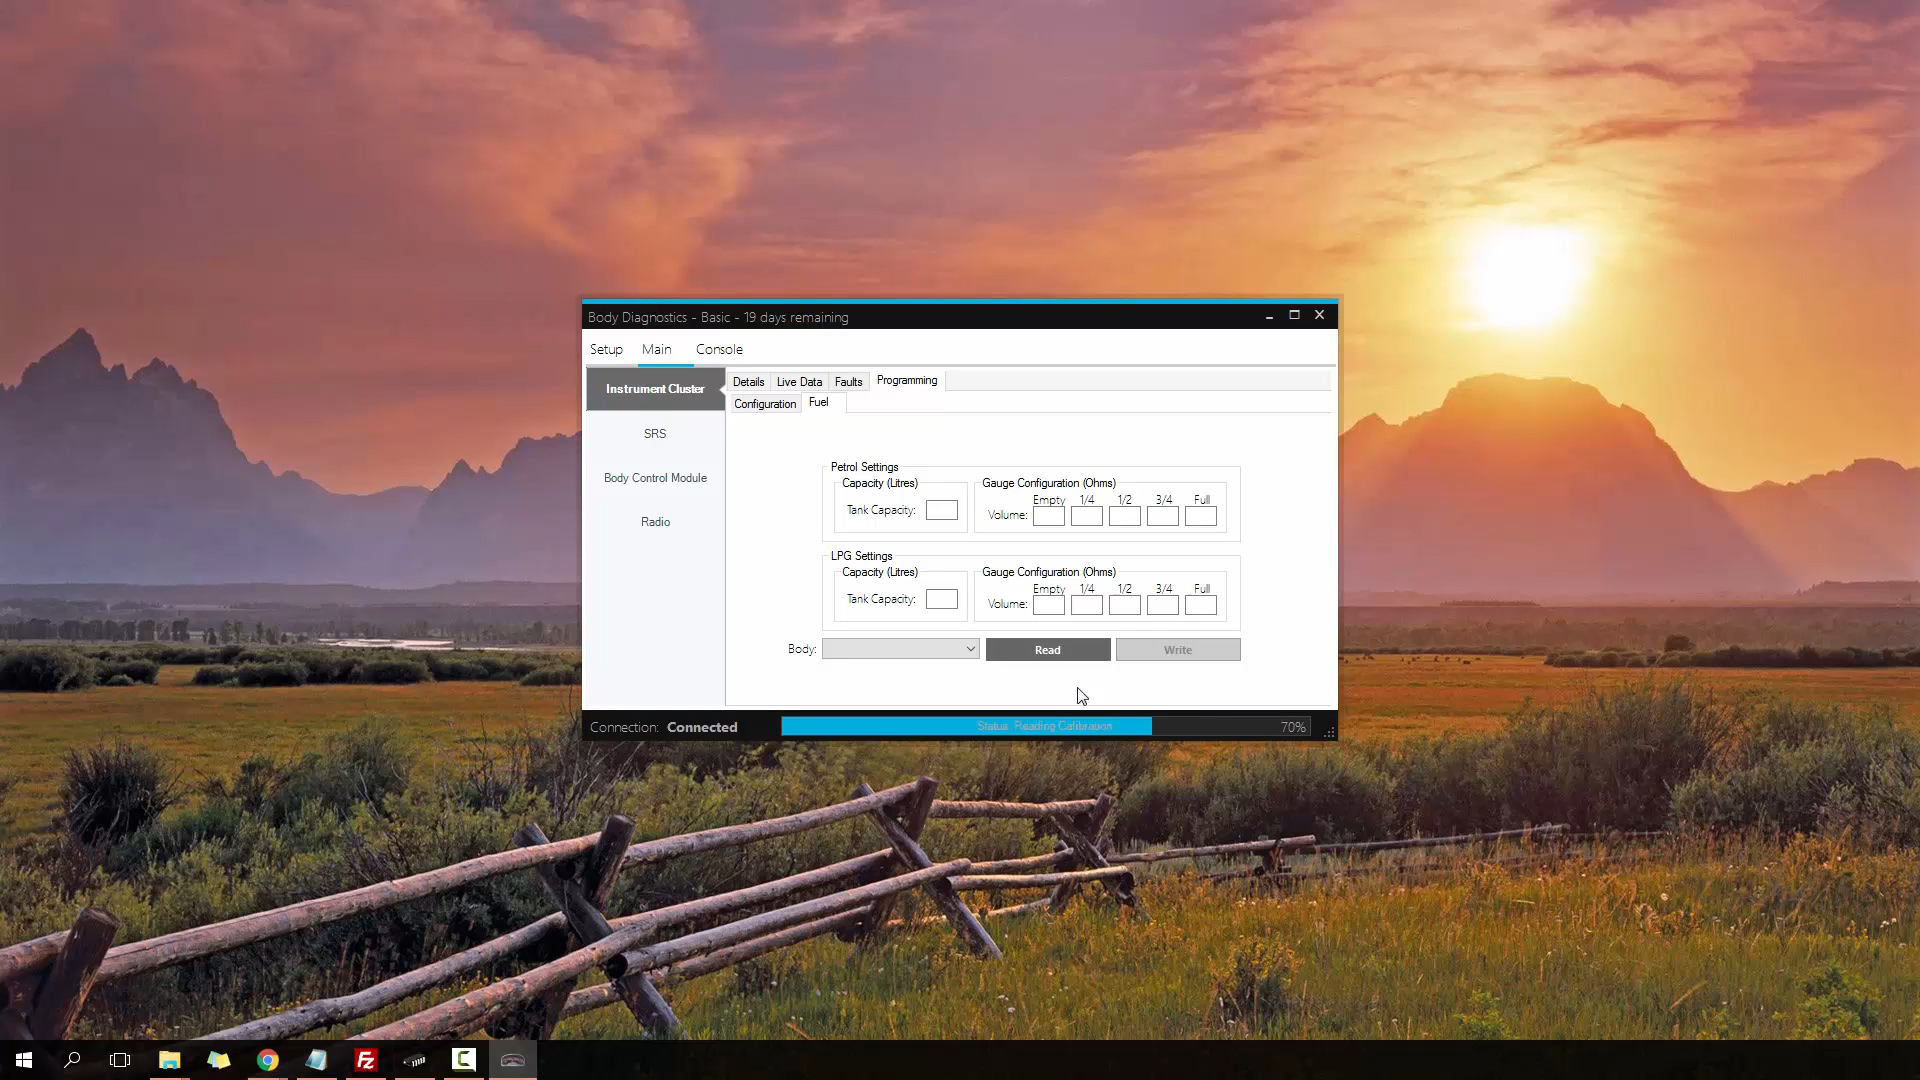 Body Diagnostics - Basic - 19 days remaining
Setup Main Console
Instrument Cluster
SRS
Body Control Module
Radio
Details Live Data Faults Programming
Configuration Fuel
Petrol Settings
Capacity (Litres)
Tank Capacity:
Gauge Configuration (Ohms)
Empty 1/4 1/2 3/4 Full
Volume:
LPG Settings
Capacity (Litres)
Tank Capacity:
Gauge Configuration (Ohms)
Empty 1/4 1/2 3/4 Full
Volume:
Body: Read Write
Connection: Connected Status: Reading Calibration 70%
Fz
C